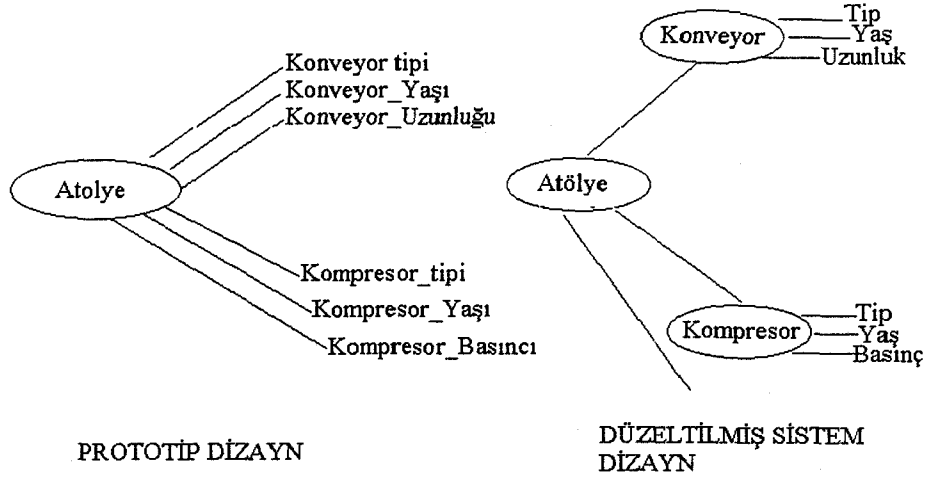 Konveyor tipi
Konveyor_Yaşı
Konveyor_Uzunluğu
Atolye
Kompresor_tipi
Kompresor_Yaşı
Kompresor_Basıncı
PROTOTİP DİZAYN
Konveyor
Tip
Yaş
Uzunluk
Atölye
Kompresor
Tip
Yaş
Basınç
DÜZELTİLMİŞ SİSTEM
DİZAYN